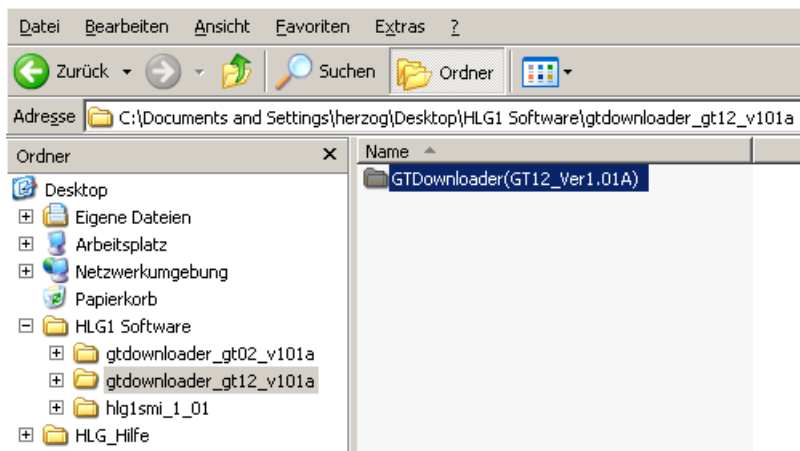 Datei Bearbeiten Ansicht Favoriten Extras ?
Zurück Suchen Ordner
Adresse C:\Documents and Settings\herzog\Desktop\HLG1 Software\gtdownloader_gt12_v101a
Ordner x
Name
Desktop
Eigene Dateien
Arbeitsplatz
Netzwerkumgebung
Papierkorb
HLG1 Software
gtdownloader_gt02_v101a
gtdownloader_gt12_v101a
hlg1smi_1_01
HLG_Hilfe
GTDownloader(GT12_Ver1.01A)